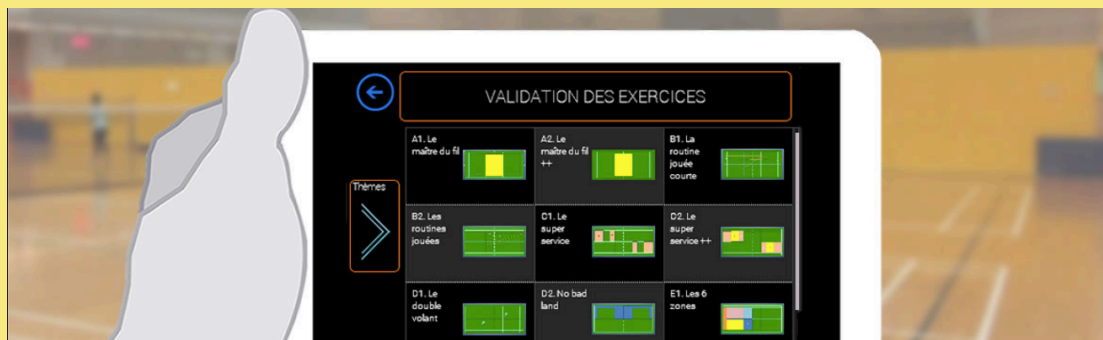 VALIDATION DES EXERCICES
Thèmes
A1. Le
maître du fil
A2. Le
maître du fil
++
B1. La
routine
jouée
courte
B2. Les
routines
jouées
C1. Le
super
service
C2. Le
super
service ++
D1. Le
double
volant
D2. No bad
land
E1. Les 6
zones